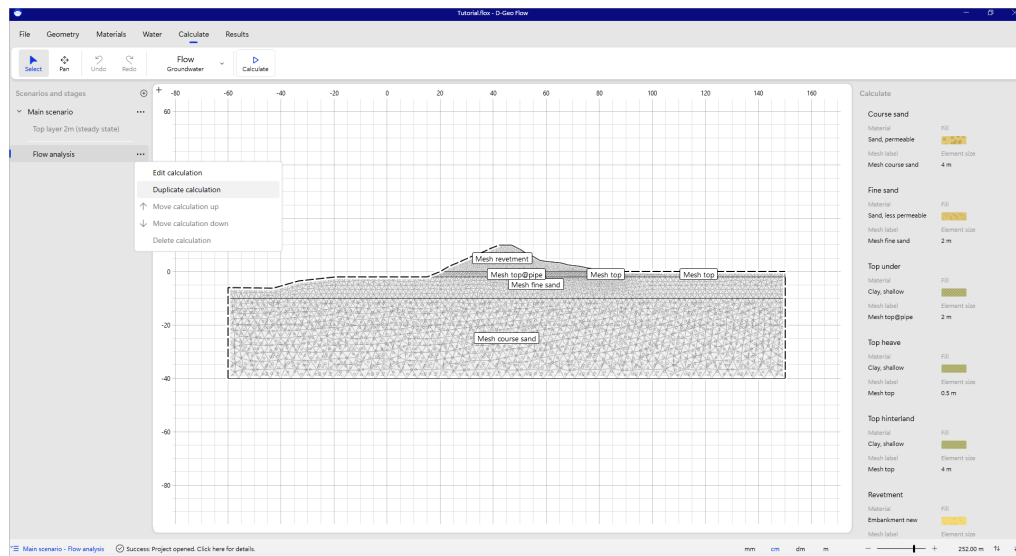 Tutorial.flox - D-Geo Flow
File Geometry Materials Water Calculate Results
Select Pan Undo Redo Flow Groundwater Calculate
Scenarios and stages
Main scenario
Top layer 2m (steady state)
Flow analysis
Edit calculation
Duplicate calculation
Move calculation up
Move calculation down
Delete calculation
-80 -60 -40 -20 0 20 40 60 80 100 120 140 160
60
0
-20
-40
-60
-80
Mesh revetment
Mesh top@pipe Mesh top Mesh top
Mesh fine sand
Mesh course sand
Calculate
Course sand
Material Fill
Sand, permeable
Mesh label Element size
Mesh course sand 4 m
Fine sand
Material Fill
Sand, less permeable
Mesh label Element size
Mesh fine sand 2 m
Top under
Material Fill
Clay, shallow
Mesh label Element size
Mesh top@pipe 2 m
Top heave
Material Fill
Clay, shallow
Mesh label Element size
Mesh top 0.5 m
Top hinterland
Material Fill
Clay, shallow
Mesh label Element size
Mesh top 4 m
Revetment
Material Fill
Embankment new
Mesh label Element size
Main scenario - Flow analysis Success: Project opened. Click here for details. mm cm dm m 252.00 m